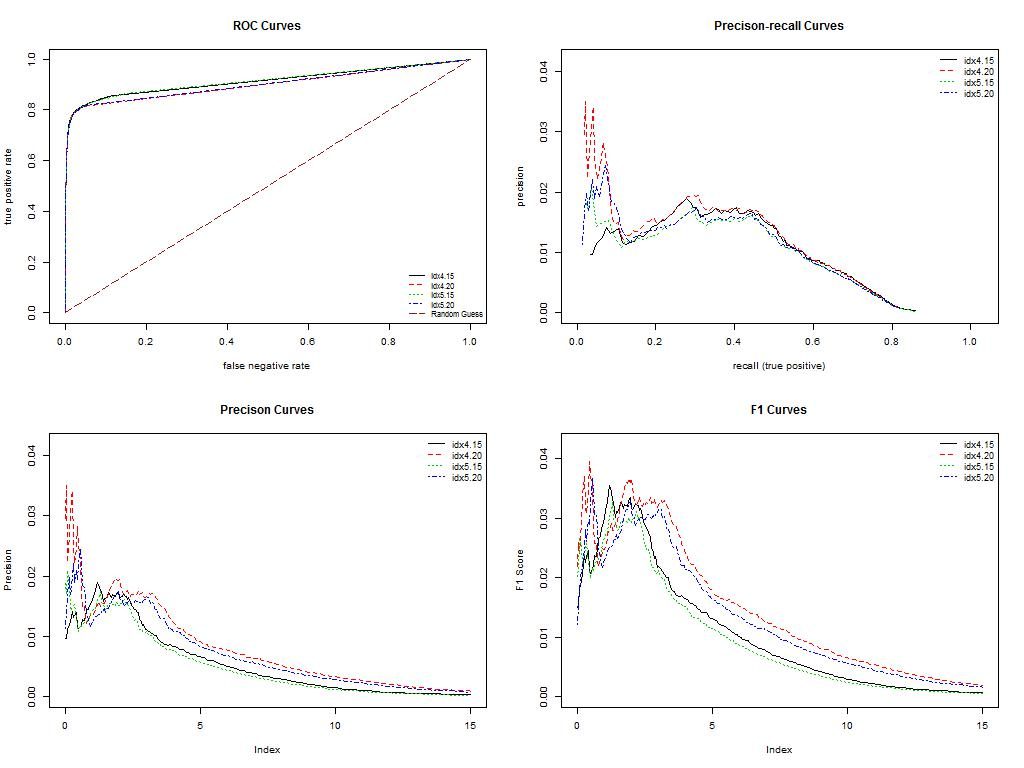 ROC Curves
true positive rate
1.0
0.8
0.6
0.4
0.2
0.0
idx4.15
idx4.20
idx5.15
idx5.20
Random Guess
0.0 0.2 0.4 0.6 0.8 1.0
false negative rate
Precison-recall Curves
precision
0.04
0.03
0.02
0.01
0.00
idx4.15
idx4.20
idx5.15
idx5.20
0.0 0.2 0.4 0.6 0.8 1.0
recall (true positive)
Precison Curves
Precision
0.04
0.03
0.02
0.01
0.00
idx4.15
idx4.20
idx5.15
idx5.20
0 5 10 15
Index
F1 Curves
F1 Score
0.04
0.03
0.02
0.01
0.00
idx4.15
idx4.20
idx5.15
idx5.20
0 5 10 15
Index